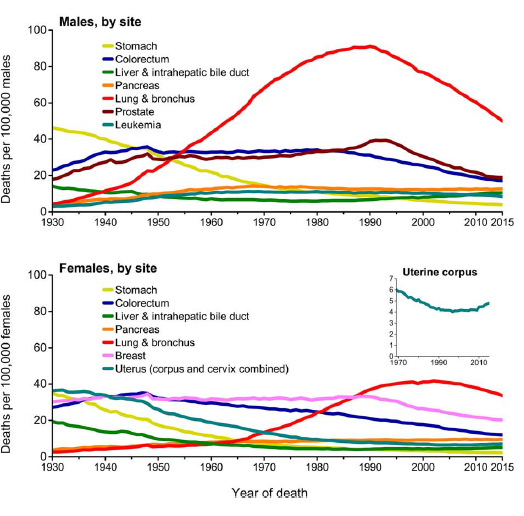 Males, by site
Deaths per 100,000 males
100
80
60
40
20
0
Stomach
Colorectum
Liver & intrahepatic bile duct
Pancreas
Lung & bronchus
Prostate
Leukemia
1930 1940 1950 1960 1970 1980 1990 2000 2010 2015
Females, by site
Deaths per 100,000 females
100
80
60
40
20
0
Stomach
Colorectum
Liver & intrahepatic bile duct
Pancreas
Lung & bronchus
Breast
Uterus (corpus and cervix combined)
Uterine corpus
7
6
5
4
3
2
1
0
1970 1990 2010
1930 1940 1950 1960 1970 1980 1990 2000 2010 2015
Year of death